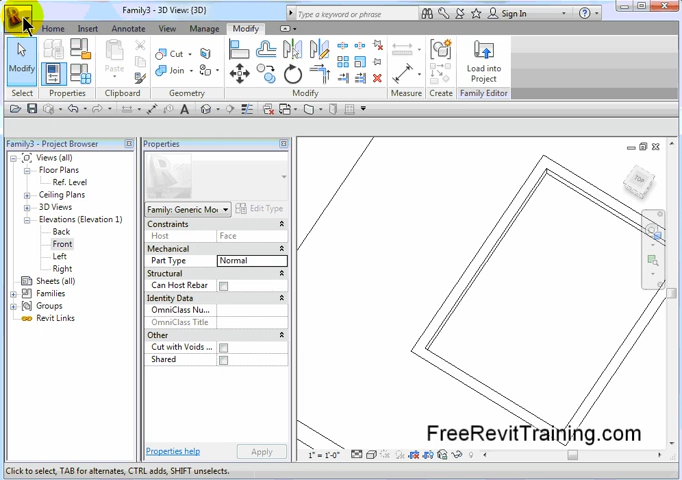 Family3 - 3D View: {3D}
Type a keyword or phrase
Sign In
Home
Insert
Annotate
View
Manage
Modify
Modify
Paste
Cut
Join
Load into
Project
Select
Properties
Clipboard
Geometry
Modify
Measure
Create
Family Editor
Family3 - Project Browser
Views (all)
Floor Plans
Ref. Level
Ceiling Plans
3D Views
Elevations (Elevation 1)
Back
Front
Left
Right
Sheets (all)
Families
Groups
Revit Links
Properties
Family: Generic Mo
Edit Type
Constraints
Host Face
Mechanical
Part Type Normal
Structural
Can Host Rebar
Identity Data
OmniClass Nu...
OmniClass Title
Other
Cut with Voids ...
Shared
Properties help
Apply
TOP
FreeRevitTraining.com
1" = 1'-0"
Click to select, TAB for alternates, CTRL adds, SHIFT unselects.